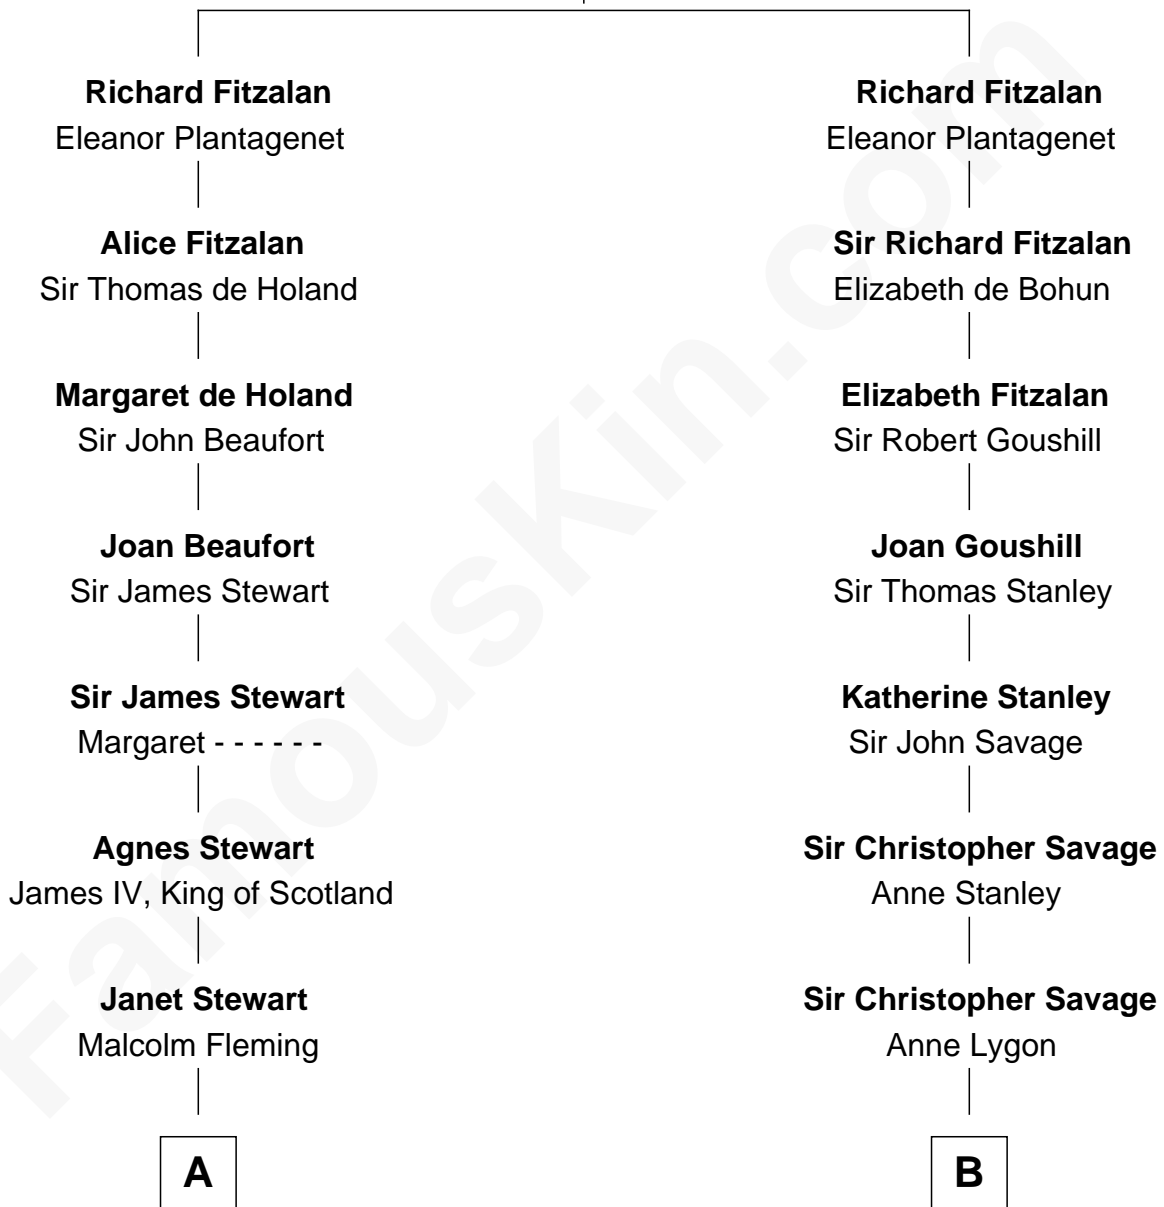 Richard Fitzalan
Eleanor Plantagenet
Alice Fitzalan
Sir Thomas de Holand
Margaret de Holand
Sir John Beaufort
Joan Beaufort
Sir James Stewart
Sir James Stewart
Margaret - - - - - -
Agnes Stewart
James IV, King of Scotland
Janet Stewart
Malcolm Fleming
A
Richard Fitzalan
Eleanor Plantagenet
Sir Richard Fitzalan
Elizabeth de Bohun
Elizabeth Fitzalan
Sir Robert Goushill
Joan Goushill
Sir Thomas Stanley
Katherine Stanley
Sir John Savage
Sir Christopher Savage
Anne Stanley
Sir Christopher Savage
Anne Lygon
B
FamousKin.com